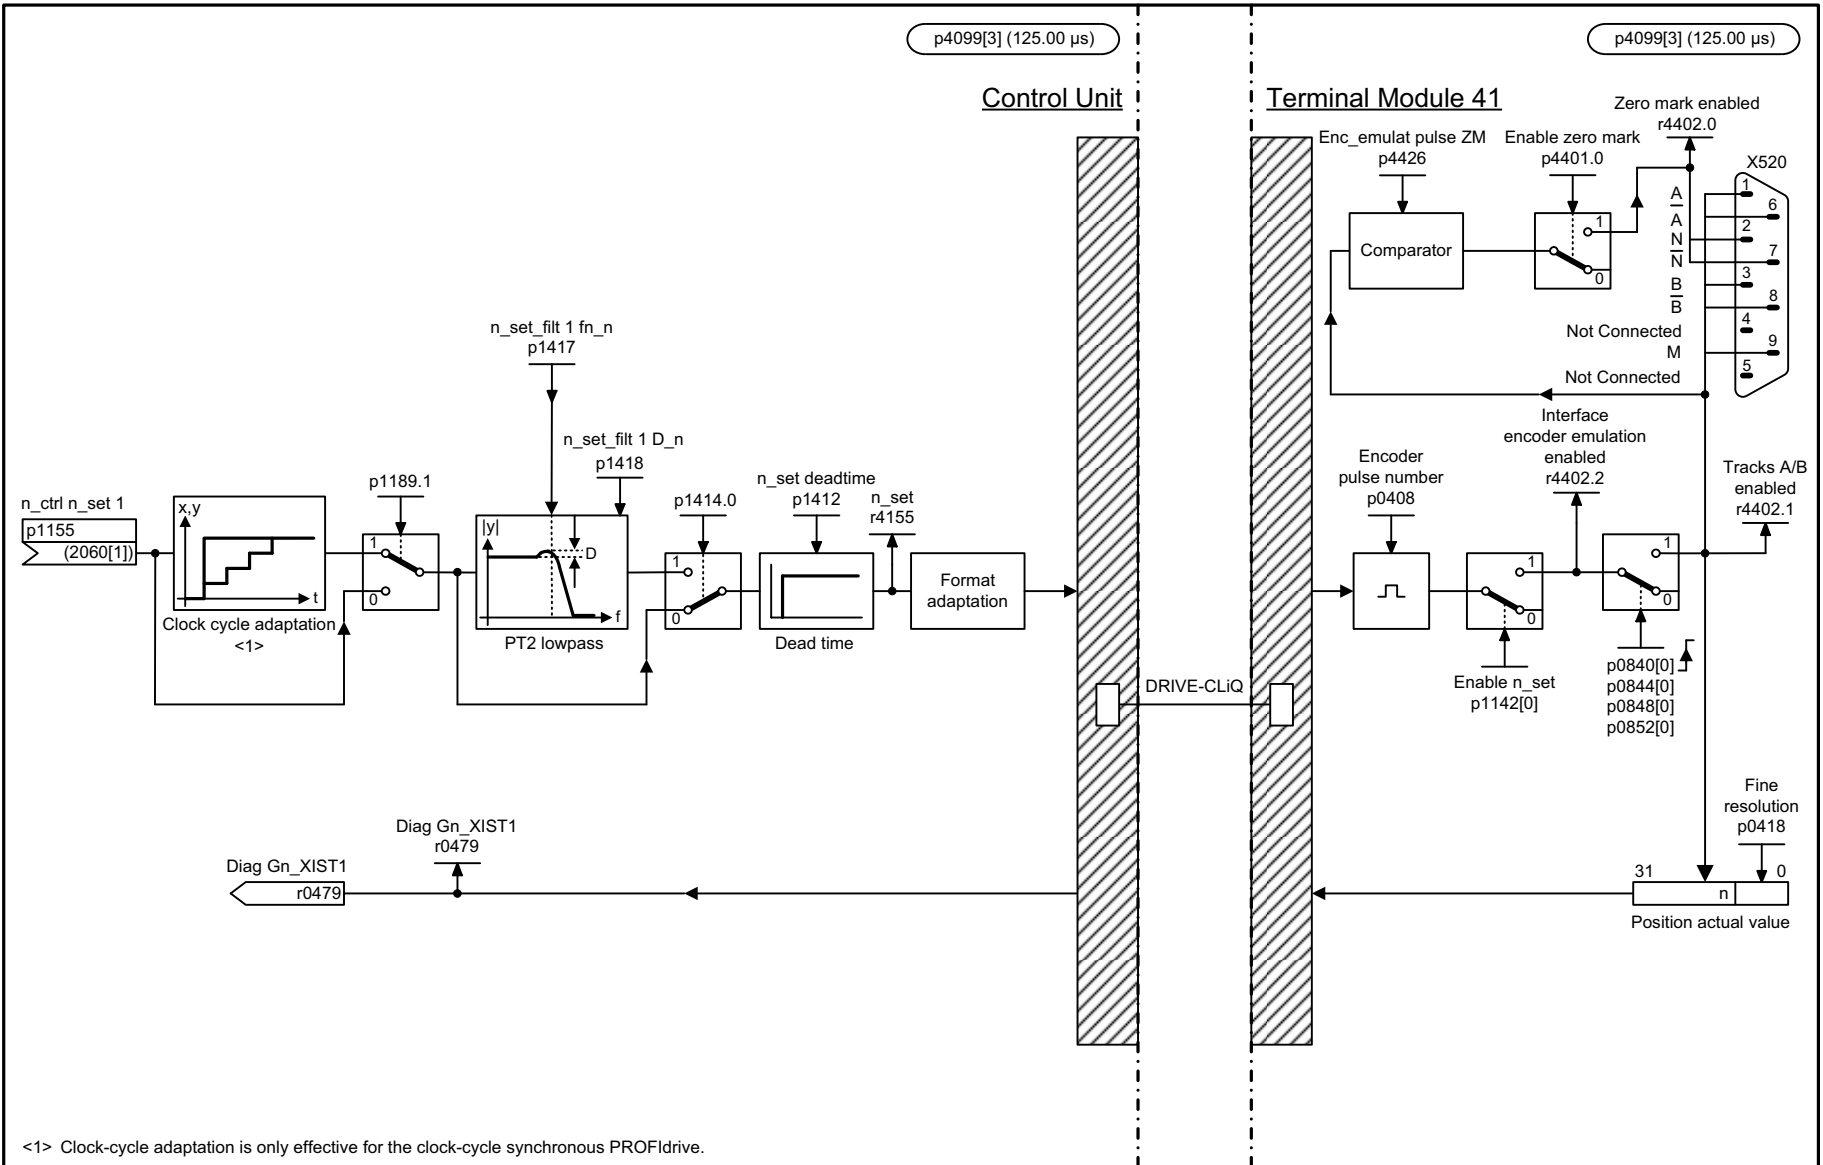 p4099[3] (125.00 µs)
p4099[3] (125.00 µs)
Control Unit
Terminal Module 41
Zero mark enabled
r4402.0
Enc_emulat pulse ZM
p4426
Enable zero mark
p4401.0
X520
Comparator
1
0
A
A
N
N
B
B
Not Connected
M
Not Connected
1
6
2
7
3
8
4
9
5
n_set_filt 1 fn_n
p1417
n_set_filt 1 D_n
p1418
n_ctrl n_set 1
p1155
(2060[1])
x,y
t
Clock cycle adaptation
<1>
p1189.1
1
0
|y|
D
f
PT2 lowpass
p1414.0
1
0
n_set deadtime
p1412
Dead time
n_set
r4155
Format
adaptation
DRIVE-CLiQ
Encoder
pulse number
p0408
Interface
encoder emulation
enabled
r4402.2
Tracks A/B
enabled
r4402.1
1
0
1
0
Enable n_set
p1142[0]
p0840[0]
p0844[0]
p0848[0]
p0852[0]
Diag Gn_XIST1
r0479
Diag Gn_XIST1
r0479
Fine
resolution
p0418
31
0
n
Position actual value
<1> Clock-cycle adaptation is only effective for the clock-cycle synchronous PROFIdrive.